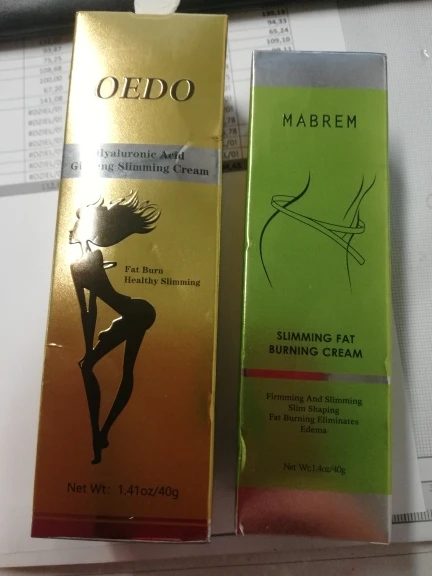 OEDO
Hyaluronic Acid
Ginseng Slimming Cream
Fat Burn
Healthy Slimming
Net Wt: 1.41oz/40g
MABREM
SLIMMING FAT
BURNING CREAM
Firmming And Slimming
Slim Shaping
Fat Burning Eliminates
Edema
Net Wt:1.4oz/40g